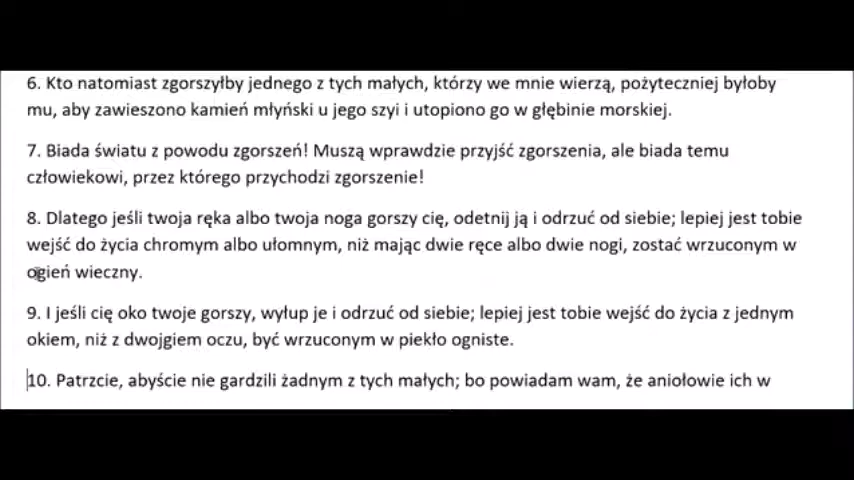 6. Kto natomiast zgorszyłby jednego z tych małych, którzy we mnie wierzą, pożyteczniej byłoby
mu, aby zawieszono kamień młyński u jego szyi i utopiono go w głębinie morskiej.
7. Biada światu z powodu zgorszeń! Muszą wprawdzie przyjść zgorszenia, ale biada temu
człowiekowi, przez którego przychodzi zgorszenie!
8. Dlatego jeśli twoja ręka albo twoja noga gorszy cię, odetnij ją i odrzuć od siebie; lepiej jest tobie
wejść do życia chromym albo ułomnym, niż mając dwie ręce albo dwie nogi, zostać wrzuconym w
ogień wieczny.
9. I jeśli cię oko twoje gorszy, wyłup je i odrzuć od siebie; lepiej jest tobie wejść do życia z jednym
okiem, niż z dwojgiem oczu, być wrzuconym w piekło ogniste.
10. Patrzcie, abyście nie gardzili żadnym z tych małych; bo powiadam wam, że aniołowie ich w